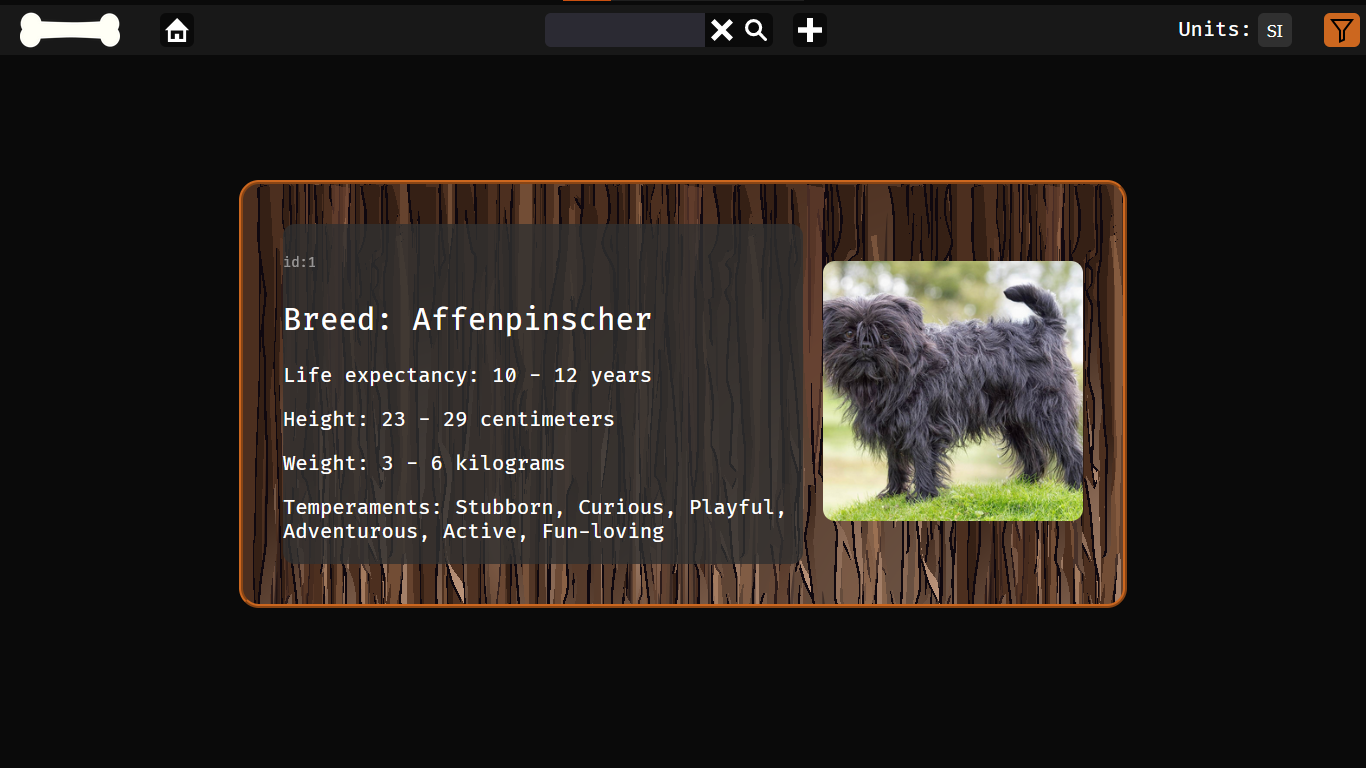 Units: SI
id:1
Breed: Affenpinscher
Life expectancy: 10 - 12 years
Height: 23 - 29 centimeters
Weight: 3 - 6 kilograms
Temperaments: Stubborn, Curious, Playful,
Adventurous, Active, Fun-loving